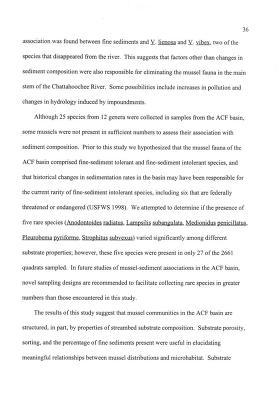 36
association was found between fine sediments and V. lienosa and V. vibex, two of the
species that disappeared from the river. This suggests that factors other than changes in
sediment composition were also responsible for eliminating the mussel fauna in the main
stem of the Chattahoochee River. Some possibilities include increases in pollution and
changes in hydrology induced by impoundments.
Although 25 species from 12 genera were collected in samples from the ACF basin,
some mussels were not present in sufficient numbers to assess their association with
sediment composition. Prior to this study we hypothesized that the mussel fauna of the
ACF basin comprised fine-sediment tolerant and fine-sediment intolerant species, and
that historical changes in sedimentation rates in the basin may have been responsible for
the current rarity of fine-sediment intolerant species, including six that are federally
threatened or endangered (USFWS 1998). We attempted to determine if the presence of
five rare species (Anodontoides radiatus, Lampsilis subangulata, Medionidus penicillatus,
Pleurobema pyriforme, Strophitus subvexus) varied significantly among different
substrate properties; however, these five species were present in only 27 of the 2661
quadrats sampled. In future studies of mussel-sediment associations in the ACF basin,
novel sampling designs are recommended to facilitate collecting rare species in greater
numbers than those encountered in this study.
The results of this study suggest that mussel communities in the ACF basin are
structured, in part, by properties of streambed substrate composition. Substrate porosity,
sorting, and the percentage of fine sediments present were useful in elucidating
meaningful relationships between mussel distributions and microhabitat. Substrate